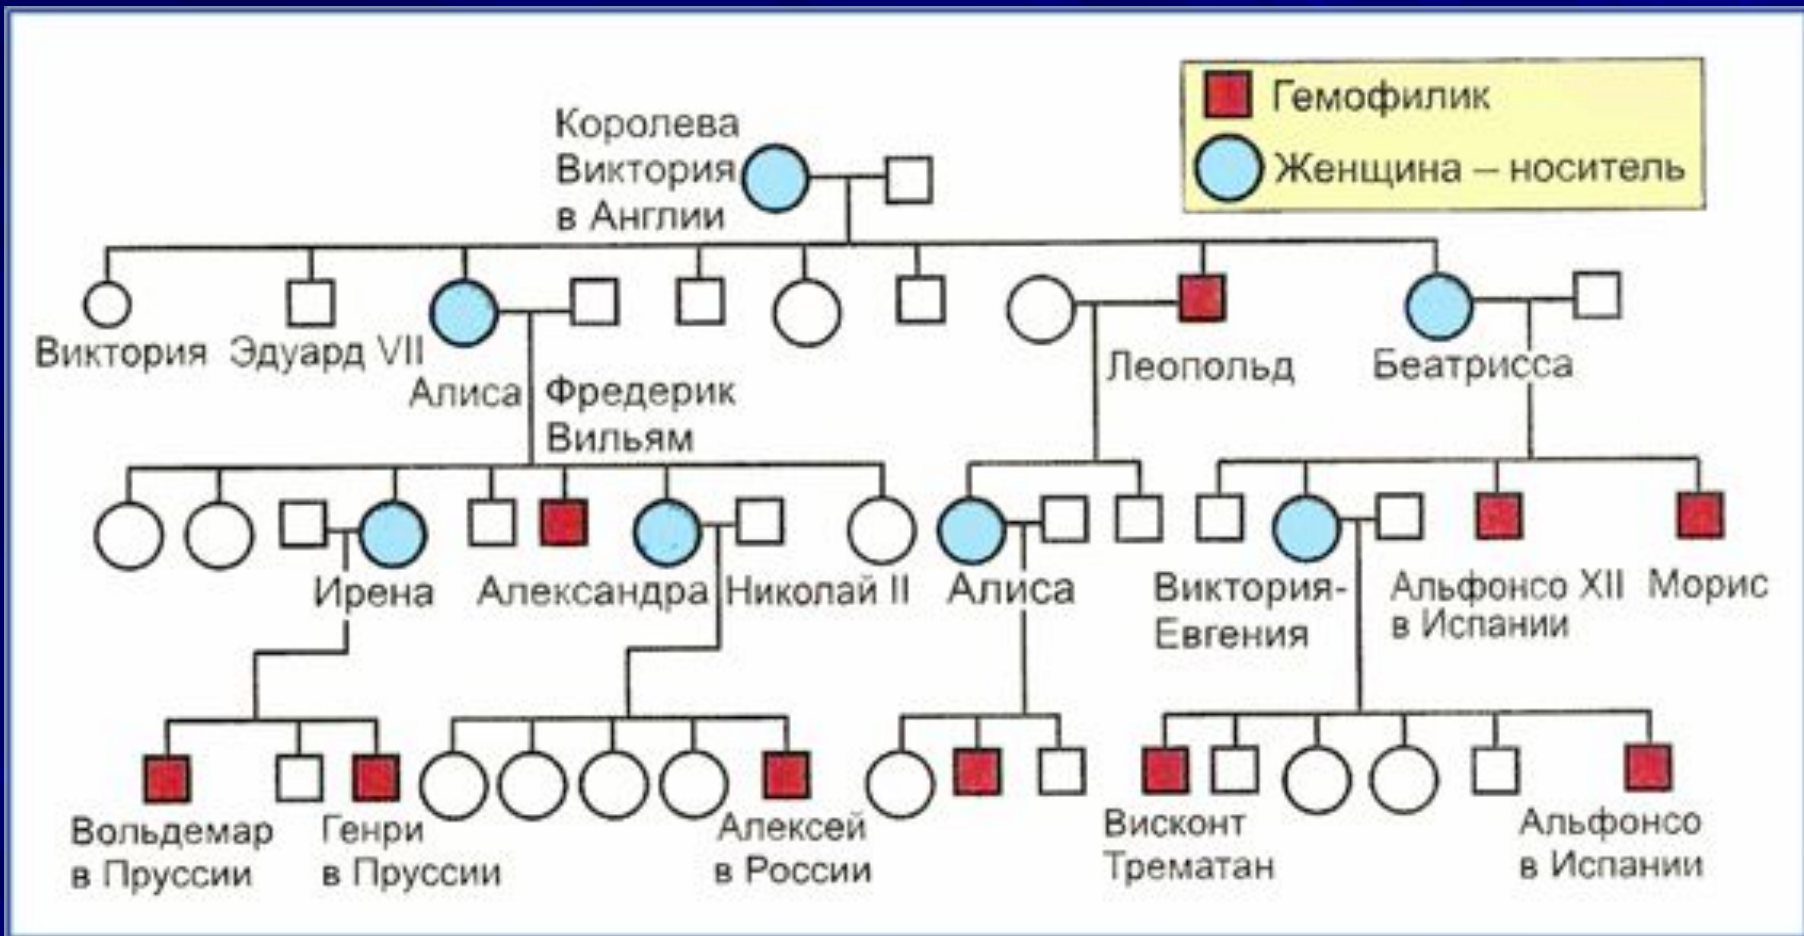 Гемофилик
Женщина – носитель
Королева
Виктория
в Англии
Виктория
Эдуард VII
Алиса
Фредерик
Вильям
Леопольд
Беатрисса
Ирена
Александра
Николай II
Алиса
Виктория-
Евгения
Альфонсо XII
в Испании
Морис
Вольдемар
в Пруссии
Генри
в Пруссии
Алексей
в России
Висконт
Трематан
Альфонсо
в Испании